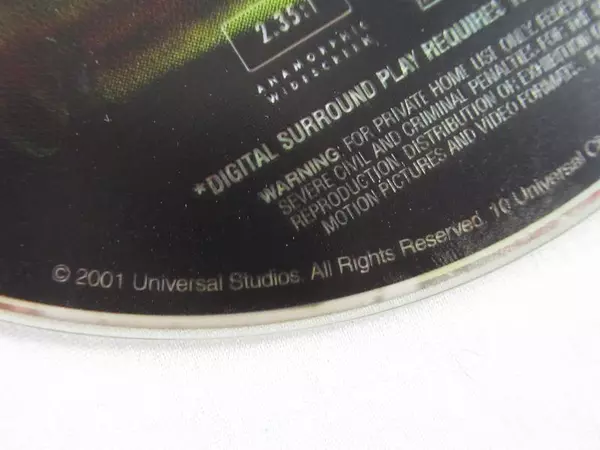 2.35:1
ANAMORPHIC
WIDESCREEN
*DIGITAL SURROUND PLAY REQUIRES
WARNING: FOR PRIVATE HOME USE ONLY. FEDERAL
SEVERE CIVIL AND CRIMINAL PENALTIES FOR THE
REPRODUCTION, DISTRIBUTION OR EXHIBITION OF
MOTION PICTURES AND VIDEO FORMATS.
© 2001 Universal Studios. All Rights Reserved. 10 Universal